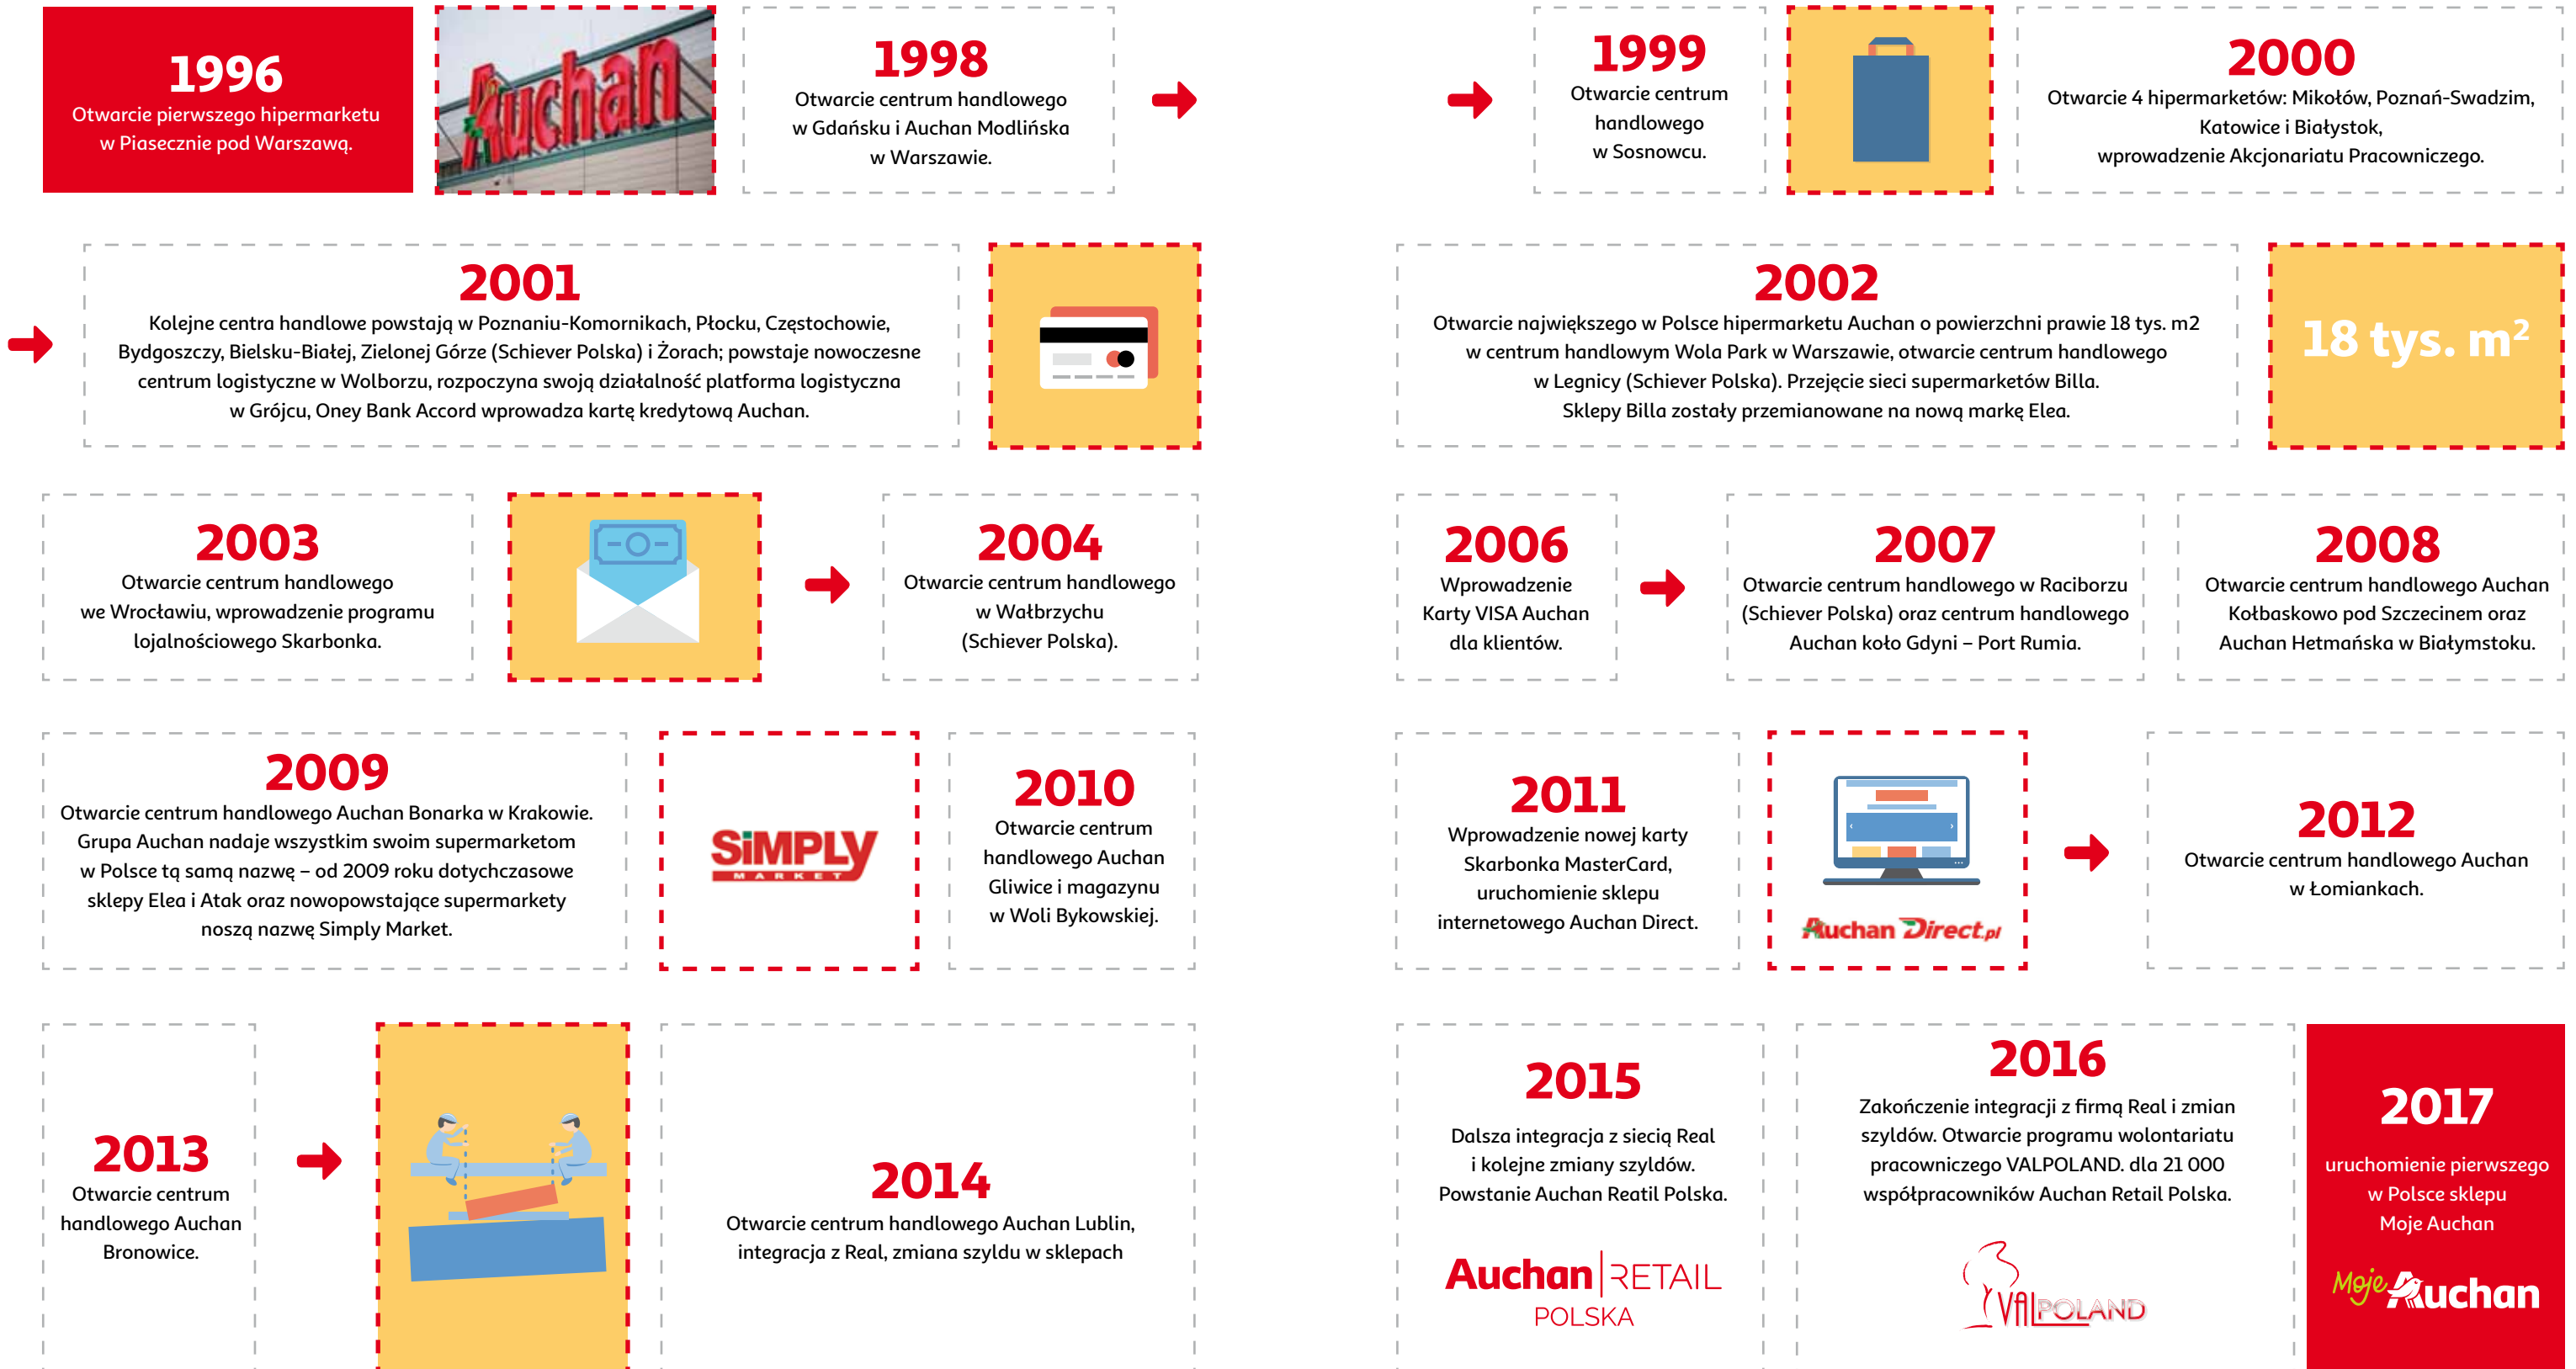 1996
Otwarcie pierwszego hipermarketu
w Piasecznie pod Warszawą.
Auchan
1998
Otwarcie centrum handlowego
w Gdańsku i Auchan Modlińska
w Warszawie.
1999
Otwarcie centrum
handlowego
w Sosnowcu.
2000
Otwarcie 4 hipermarketów: Mikołów, Poznań-Swadzim,
Katowice i Białystok,
wprowadzenie Akcjonariatu Pracowniczego.
2001
Kolejne centra handlowe powstają w Poznaniu-Komornikach, Płocku, Częstochowie,
Bydgoszczy, Bielsku-Białej, Zielonej Górze (Schiever Polska) i Żorach; powstaje nowoczesne
centrum logistyczne w Wolborzu, rozpoczyna swoją działalność platforma logistyczna
w Grójcu, Oney Bank Accord wprowadza kartę kredytową Auchan.
2002
Otwarcie największego w Polsce hipermarketu Auchan o powierzchni prawie 18 tys. m2
w centrum handlowym Wola Park w Warszawie, otwarcie centrum handlowego
w Legnicy (Schiever Polska). Przejęcie sieci supermarketów Billa.
Sklepy Billa zostały przemianowane na nową markę Elea.
18 tys. m²
2003
Otwarcie centrum handlowego
we Wrocławiu, wprowadzenie programu
lojalnościowego Skarbonka.
2004
Otwarcie centrum handlowego
w Wałbrzychu
(Schiever Polska).
2006
Wprowadzenie
Karty VISA Auchan
dla klientów.
2007
Otwarcie centrum handlowego w Raciborzu
(Schiever Polska) oraz centrum handlowego
Auchan koło Gdyni – Port Rumia.
2008
Otwarcie centrum handlowego Auchan
Kołbaskowo pod Szczecinem oraz
Auchan Hetmańska w Białymstoku.
2009
Otwarcie centrum handlowego Auchan Bonarka w Krakowie.
Grupa Auchan nadaje wszystkim swoim supermarketom
w Polsce tą samą nazwę – od 2009 roku dotychczasowe
sklepy Elea i Atak oraz nowopowstające supermarkety
noszą nazwę Simply Market.
SiMPLY
MARKET
2010
Otwarcie centrum
handlowego Auchan
Gliwice i magazynu
w Woli Bykowskiej.
2011
Wprowadzenie nowej karty
Skarbonka MasterCard,
uruchomienie sklepu
internetowego Auchan Direct.
Auchan Direct.pl
2012
Otwarcie centrum handlowego Auchan
w Łomiankach.
2013
Otwarcie centrum
handlowego Auchan
Bronowice.
2014
Otwarcie centrum handlowego Auchan Lublin,
integracja z Real, zmiana szyldu w sklepach
2015
Dalsza integracja z siecią Real
i kolejne zmiany szyldów.
Powstanie Auchan Reatil Polska.
Auchan RETAIL
POLSKA
2016
Zakończenie integracji z firmą Real i zmian
szyldów. Otwarcie programu wolontariatu
pracowniczego VALPOLAND. dla 21 000
współpracowników Auchan Retail Polska.
VALPOLAND
2017
uruchomienie pierwszego
w Polsce sklepu
Moje Auchan
Moje Auchan